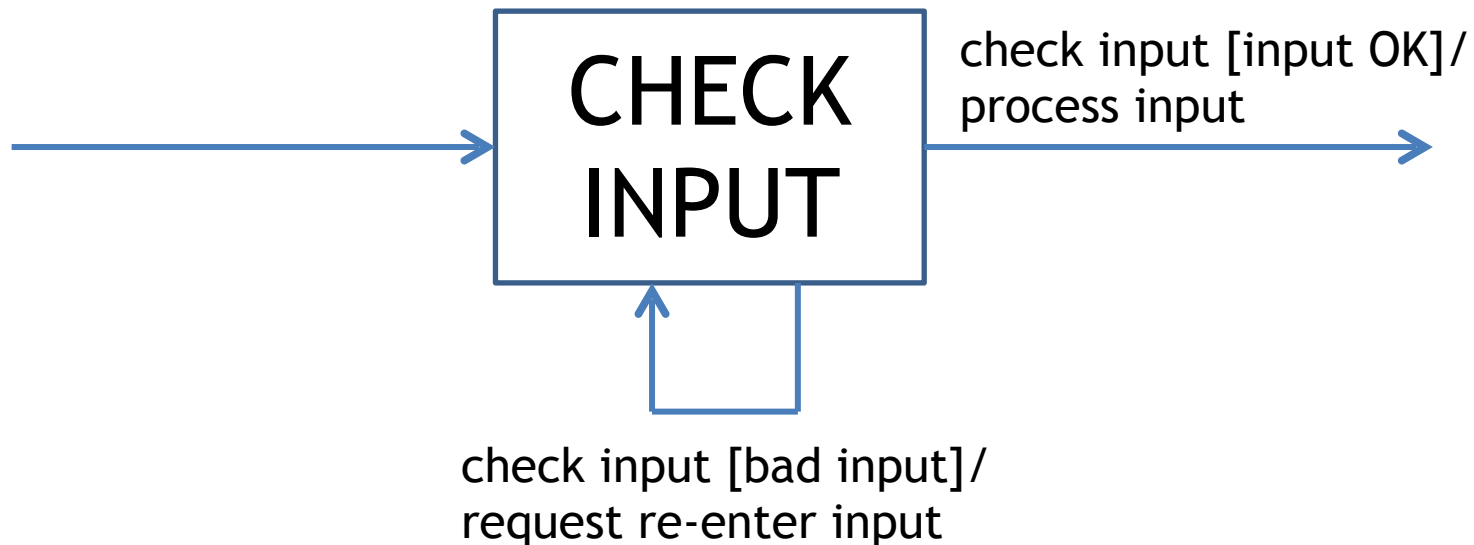 CHECK
INPUT
check input [input OK]/
process input
check input [bad input]/
request re-enter input